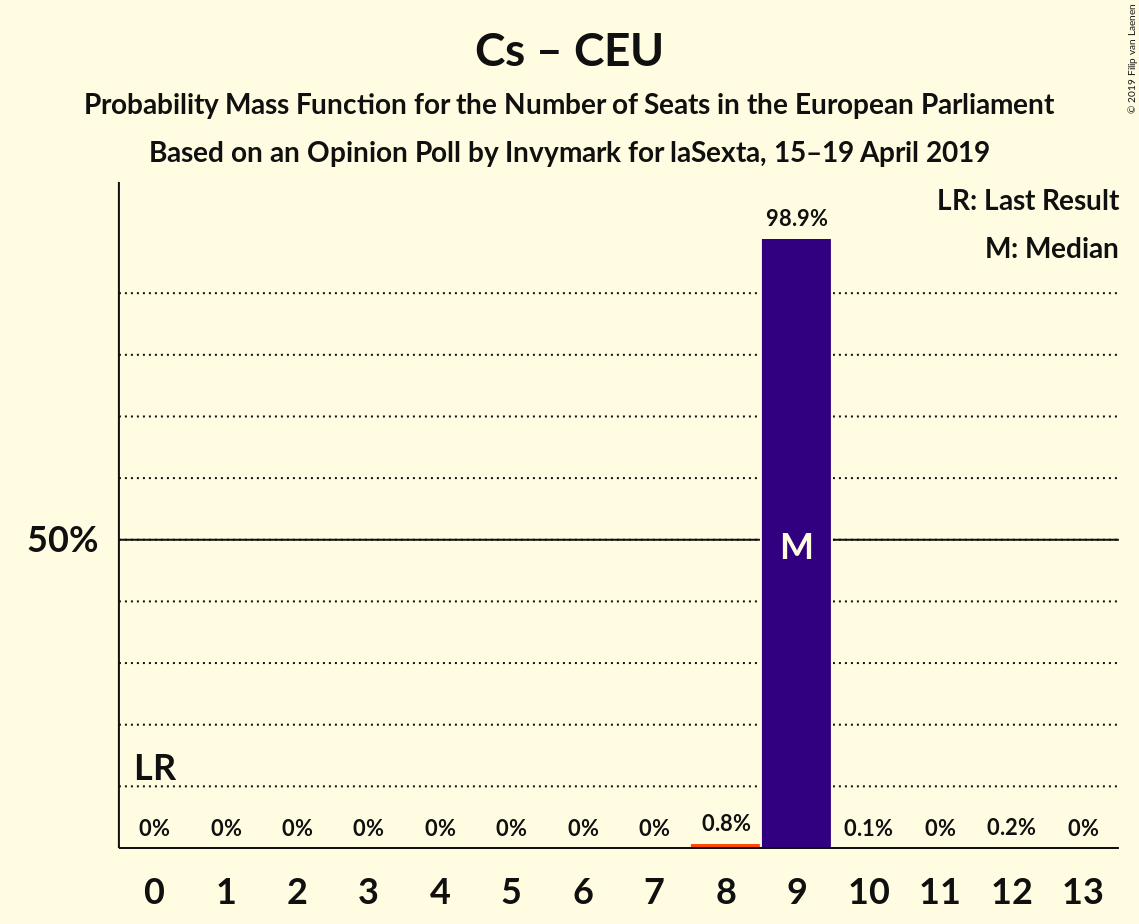 Cs – CEU
Probability Mass Function for the Number of Seats in the European Parliament
Based on an Opinion Poll by Invymark for laSexta, 15–19 April 2019
© 2019 Filip van Laenen
LR: Last Result
M: Median
98.9%
50%
M
LR
0% 0% 0% 0% 0% 0% 0% 0% 0.8% 0.1% 0% 0.2% 0%
0 1 2 3 4 5 6 7 8 9 10 11 12 13